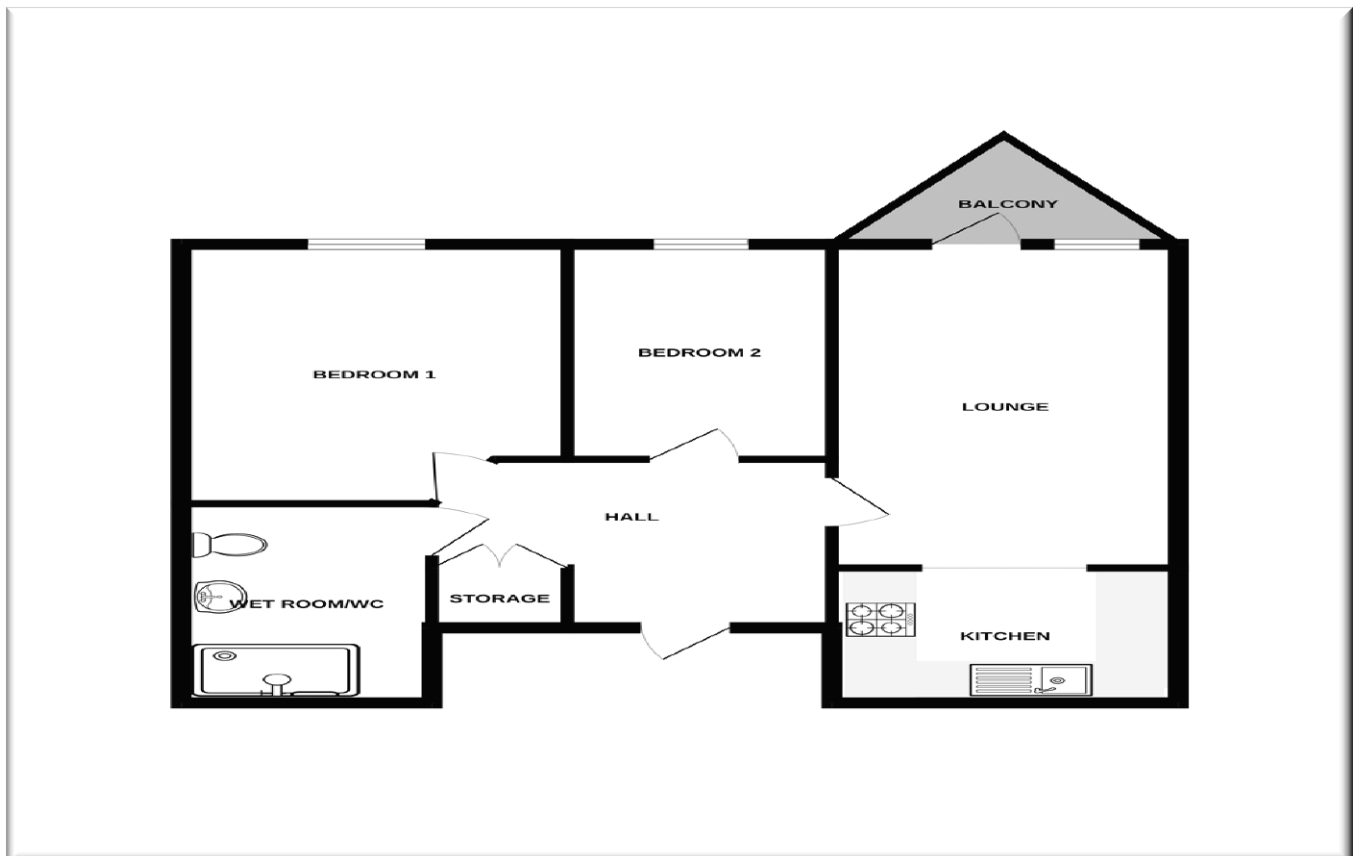 BALCONY
BEDROOM 1
BEDROOM 2
LOUNGE
HALL
WET ROOM/WC
STORAGE
KITCHEN